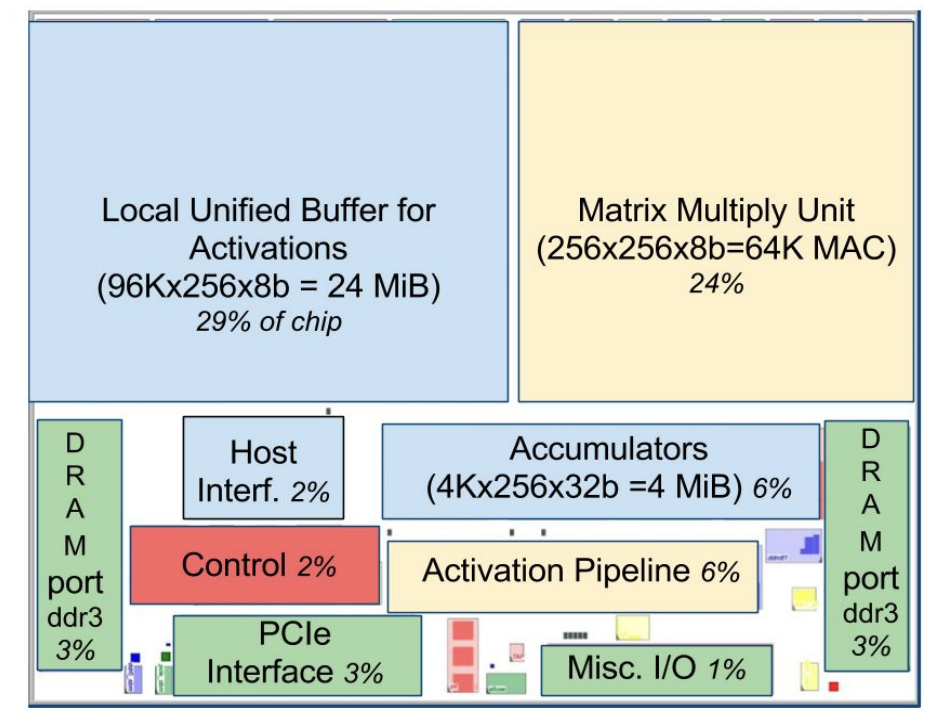 Local Unified Buffer for
Activations
(96Kx256x8b = 24 MiB)
29% of chip
Matrix Multiply Unit
(256x256x8b=64K MAC)
24%
D
R
A
M
port
ddr3
3%
Host
Interf. 2%
Accumulators
(4Kx256x32b =4 MiB) 6%
D
R
A
M
port
ddr3
3%
Control 2%
Activation Pipeline 6%
PCIe
Interface 3%
Misc. I/O 1%